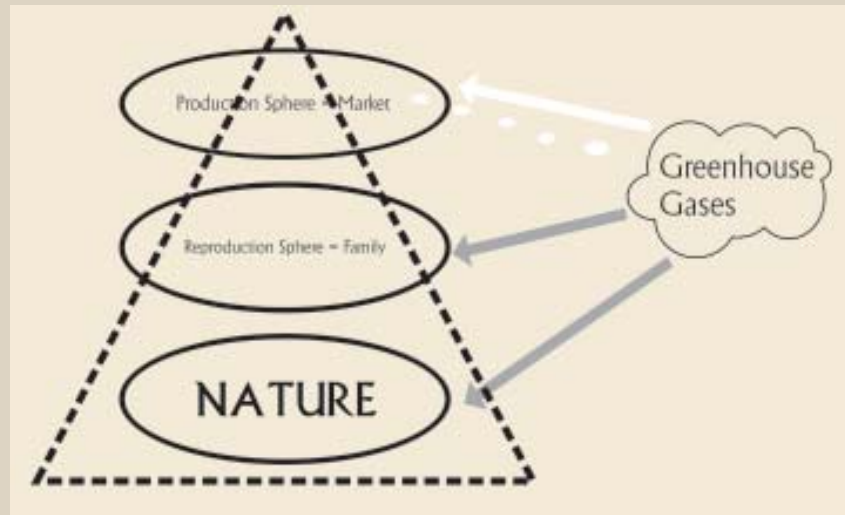 Production Sphere = Market
Greenhouse
Gases
Reproduction Sphere = Family
NATURE